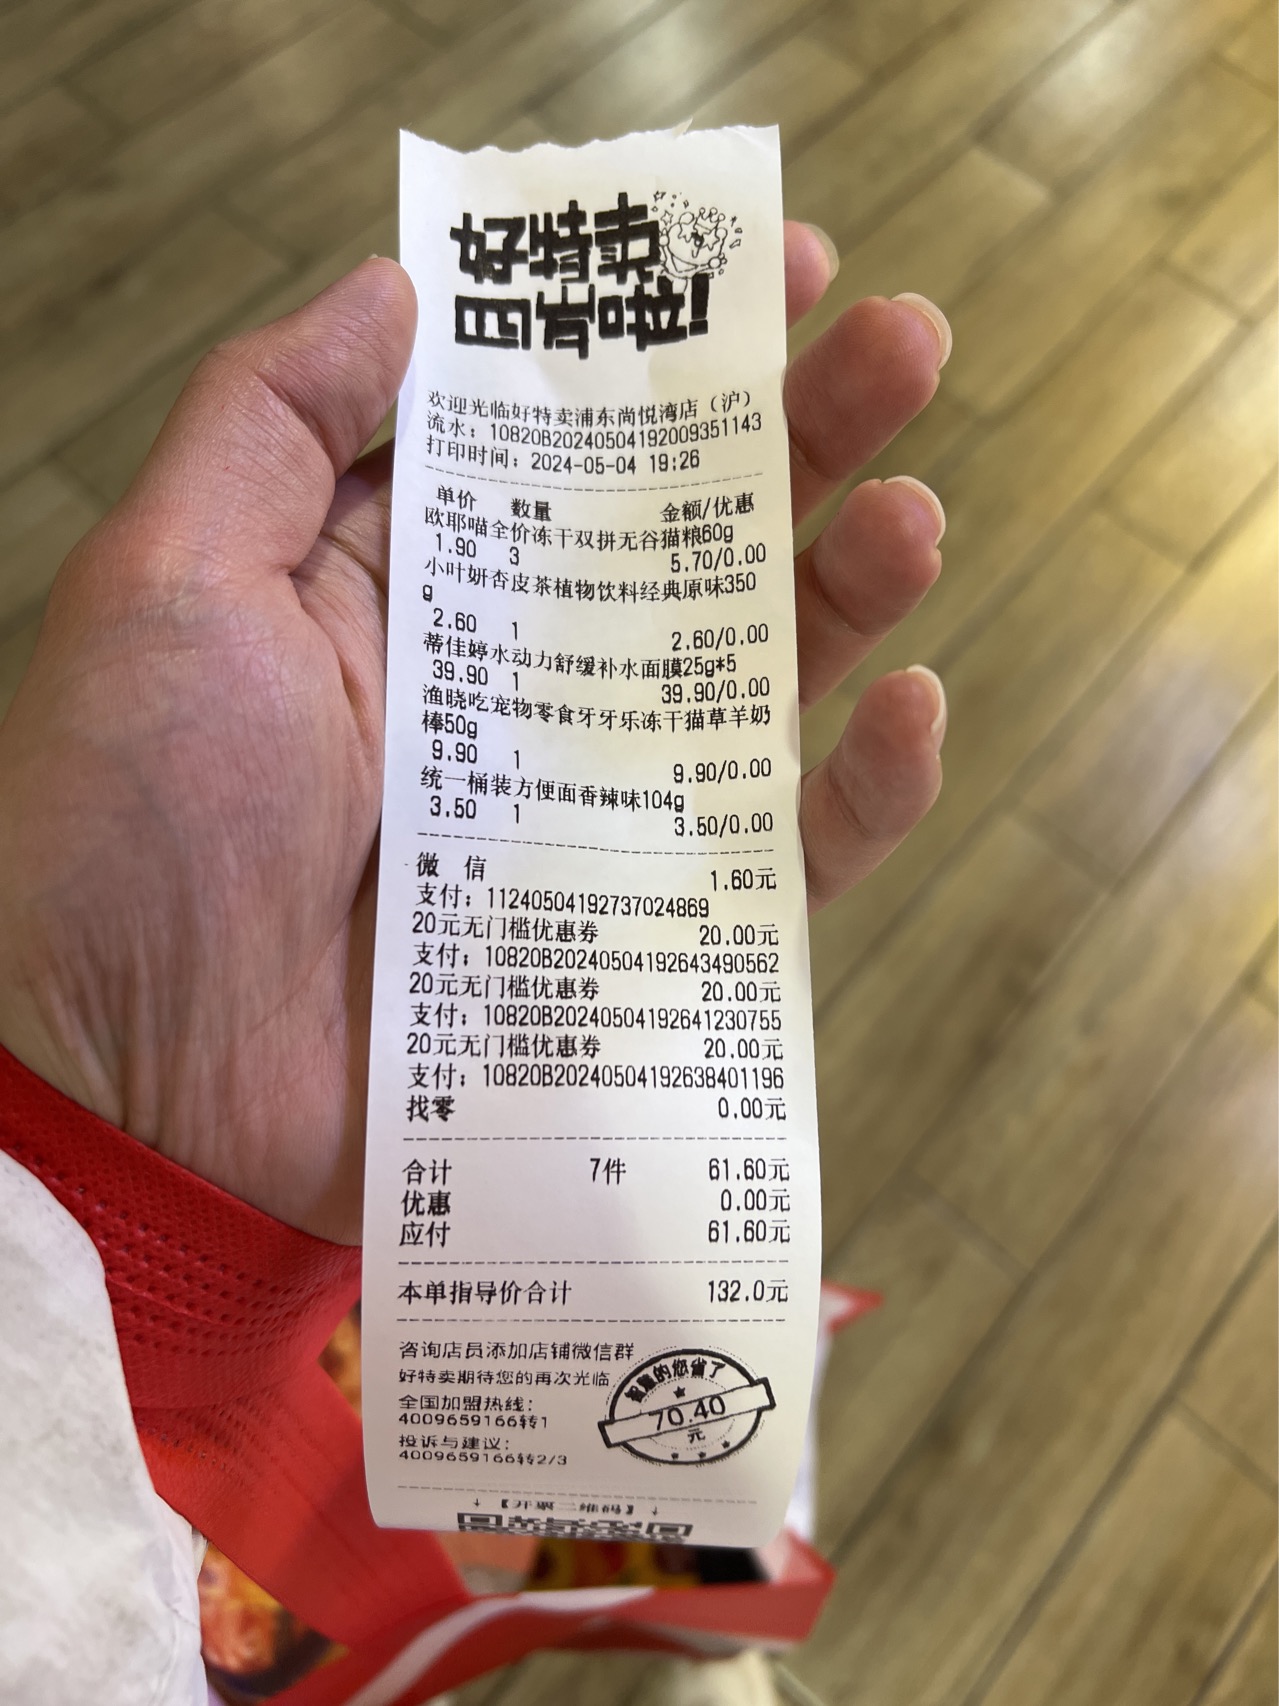 好特卖
欢迎光临好特卖浦东尚悦湾店（沪）
流水：10820B20240504192009351143
打印时间：2024-05-04 19:26
单价 数量 金额/优惠
欧耶喵全价冻干双拼无谷猫粮60g
1.90 3 5.70/0.00
小叶妍杏皮茶植物饮料经典原味350
g
2.60 1 2.60/0.00
蒂佳婷水动力舒缓补水面膜25g*5
39.90 1 39.90/0.00
渔晓吃宠物零食牙牙乐冻干猫草羊奶
棒50g
9.90 1 9.90/0.00
统一桶装方便面香辣味104g
3.50 1 3.50/0.00
微 信 1.60元
支付：11240504192737024869
20元无门槛优惠券 20.00元
支付：10820B20240504192643490562
20元无门槛优惠券 20.00元
支付：10820B20240504192641230755
20元无门槛优惠券 20.00元
支付：10820B20240504192638401196
找零 0.00元
合计 7件 61.60元
优惠 0.00元
应付 61.60元
本单指导价合计 132.0元
咨询店员添加店铺微信群
好特卖期待您的再次光临
全国加盟热线：
4009659166转1
投诉与建议：
4009659166转2/3
的您省了
70.40
元
↓【开票二维码】↓